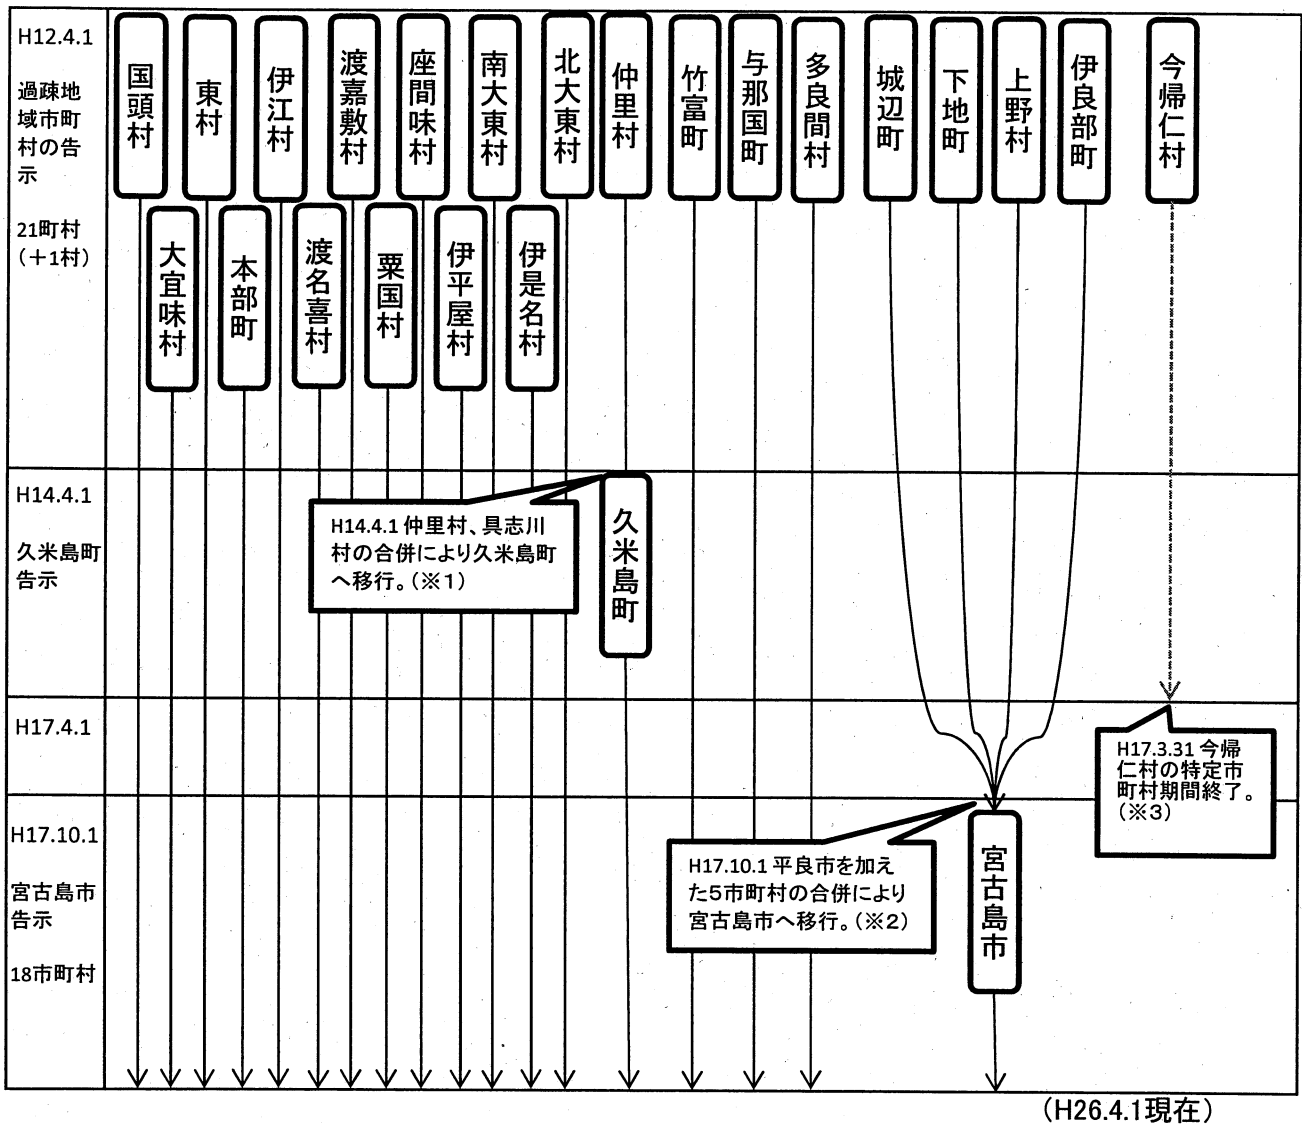 H12.4.1
過疎地
域市町
村の告
示
21町村
（＋1村）
国頭村
東村
伊江村
渡嘉敷村
座間味村
南大東村
北大東村
仲里村
竹富町
与那国町
多良間村
城辺町
下地町
上野村
伊良部町
今帰仁村
大宜味村
本部町
渡名喜村
粟国村
伊平屋村
伊是名村
H14.4.1
久米島町
告示
H14.4.1 仲里村、具志川
村の合併により久米島町
へ移行。（※１）
久米島町
H17.4.1
H17.3.31 今帰
仁村の特定市
町村期間終了。
（※３）
H17.10.1
宮古島市
告示
18市町村
H17.10.1 平良市を加え
た５市町村の合併により
宮古島市へ移行。（※２）
宮古島市
（H26.4.1現在）